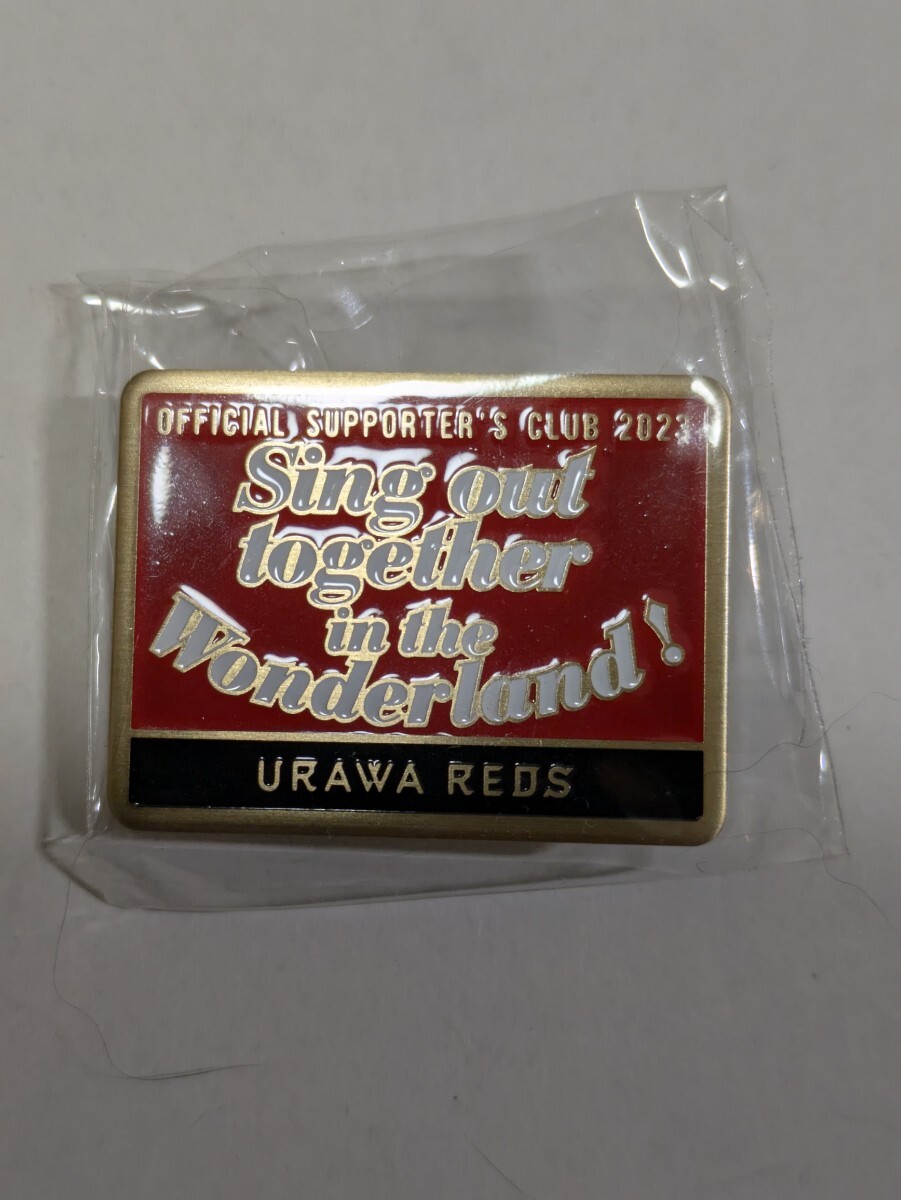 OFFICIAL SUPPORTER'S CLUB 2023
Sing out
together
in the
Wonderland!
URAWA REDS